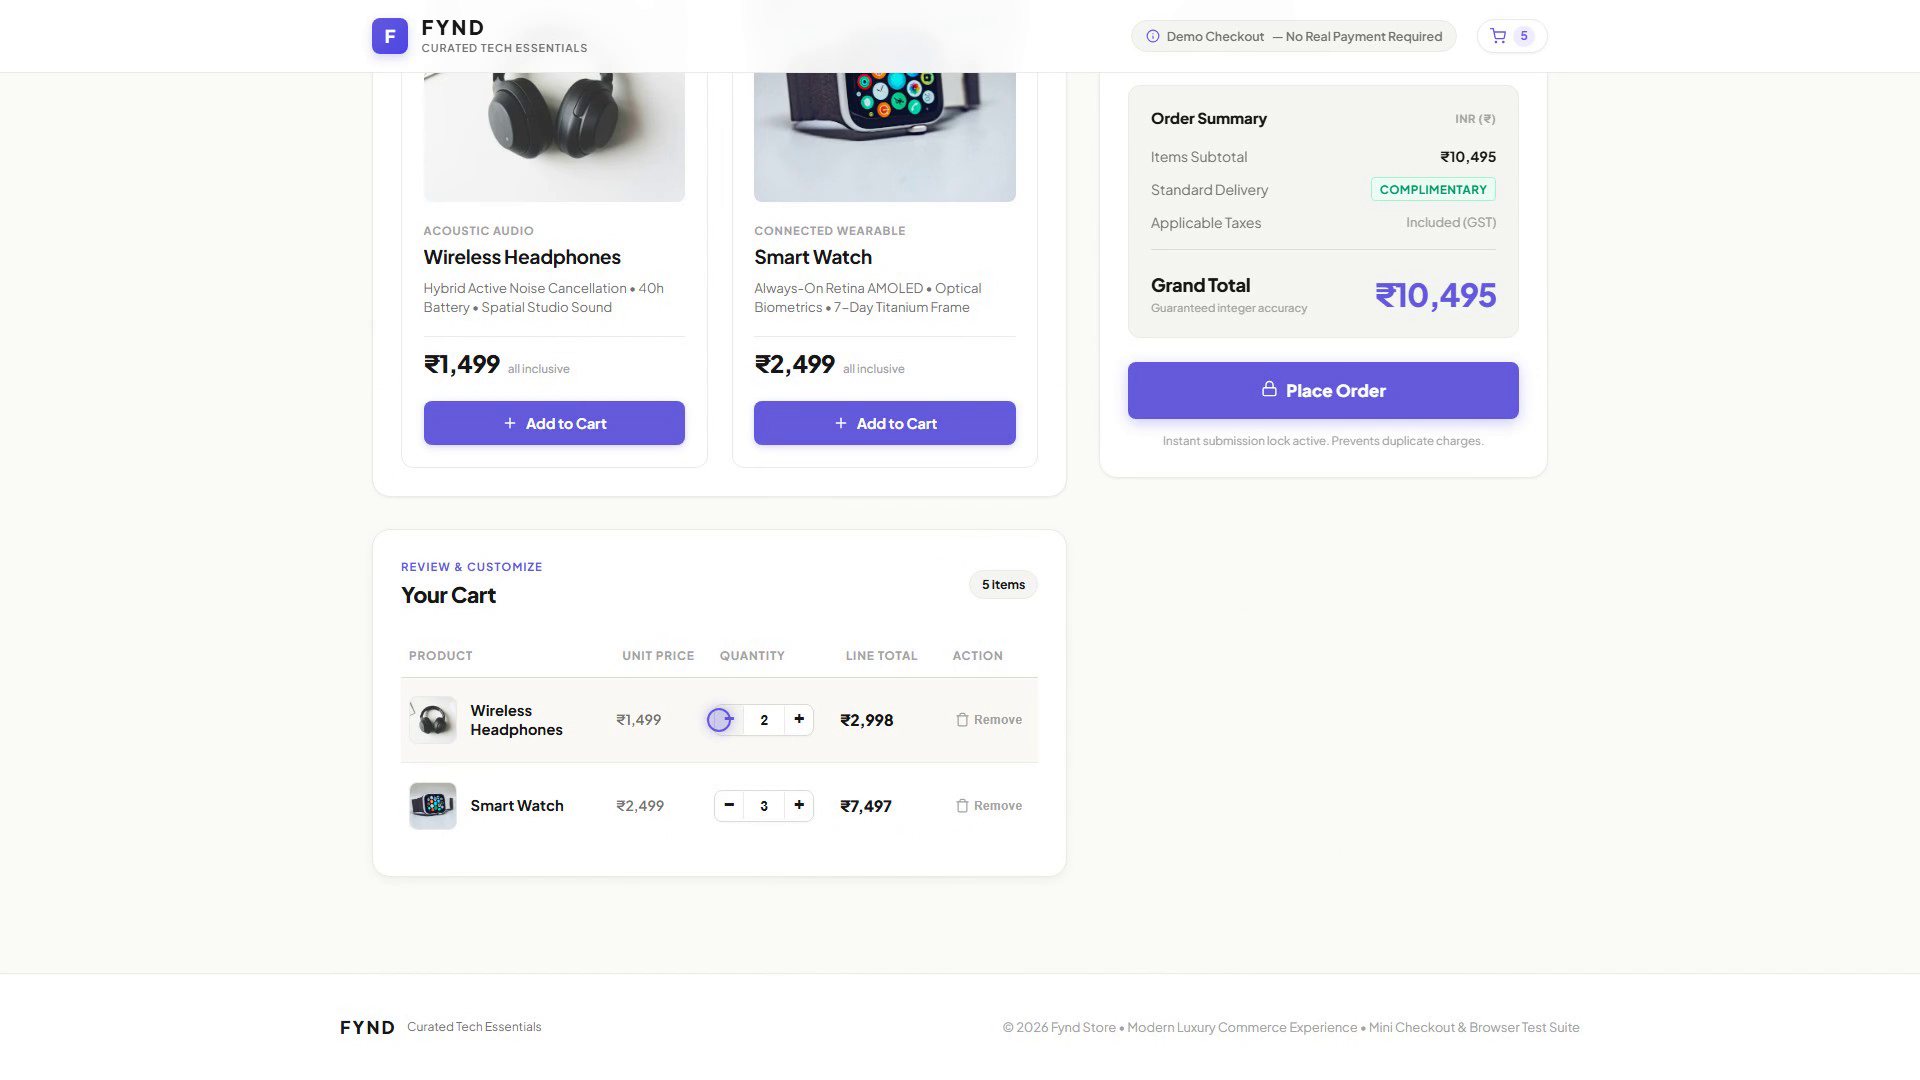 F
FYND
CURATED TECH ESSENTIALS
Demo Checkout — No Real Payment Required
5
ACOUSTIC AUDIO
Wireless Headphones
Hybrid Active Noise Cancellation • 40h
Battery • Spatial Studio Sound
₹1,499 all inclusive
+ Add to Cart
CONNECTED WEARABLE
Smart Watch
Always-On Retina AMOLED • Optical
Biometrics • 7-Day Titanium Frame
₹2,499 all inclusive
+ Add to Cart
Order Summary INR (₹)
Items Subtotal ₹10,495
Standard Delivery COMPLIMENTARY
Applicable Taxes Included (GST)
Grand Total ₹10,495
Guaranteed integer accuracy
Place Order
Instant submission lock active. Prevents duplicate charges.
REVIEW & CUSTOMIZE
Your Cart
5 items
PRODUCT UNIT PRICE QUANTITY LINE TOTAL ACTION
Wireless
Headphones
₹1,499 − 2 + ₹2,998 Remove
Smart Watch ₹2,499 − 3 + ₹7,497 Remove
FYND Curated Tech Essentials
© 2026 Fynd Store • Modern Luxury Commerce Experience • Mini Checkout & Browser Test Suite